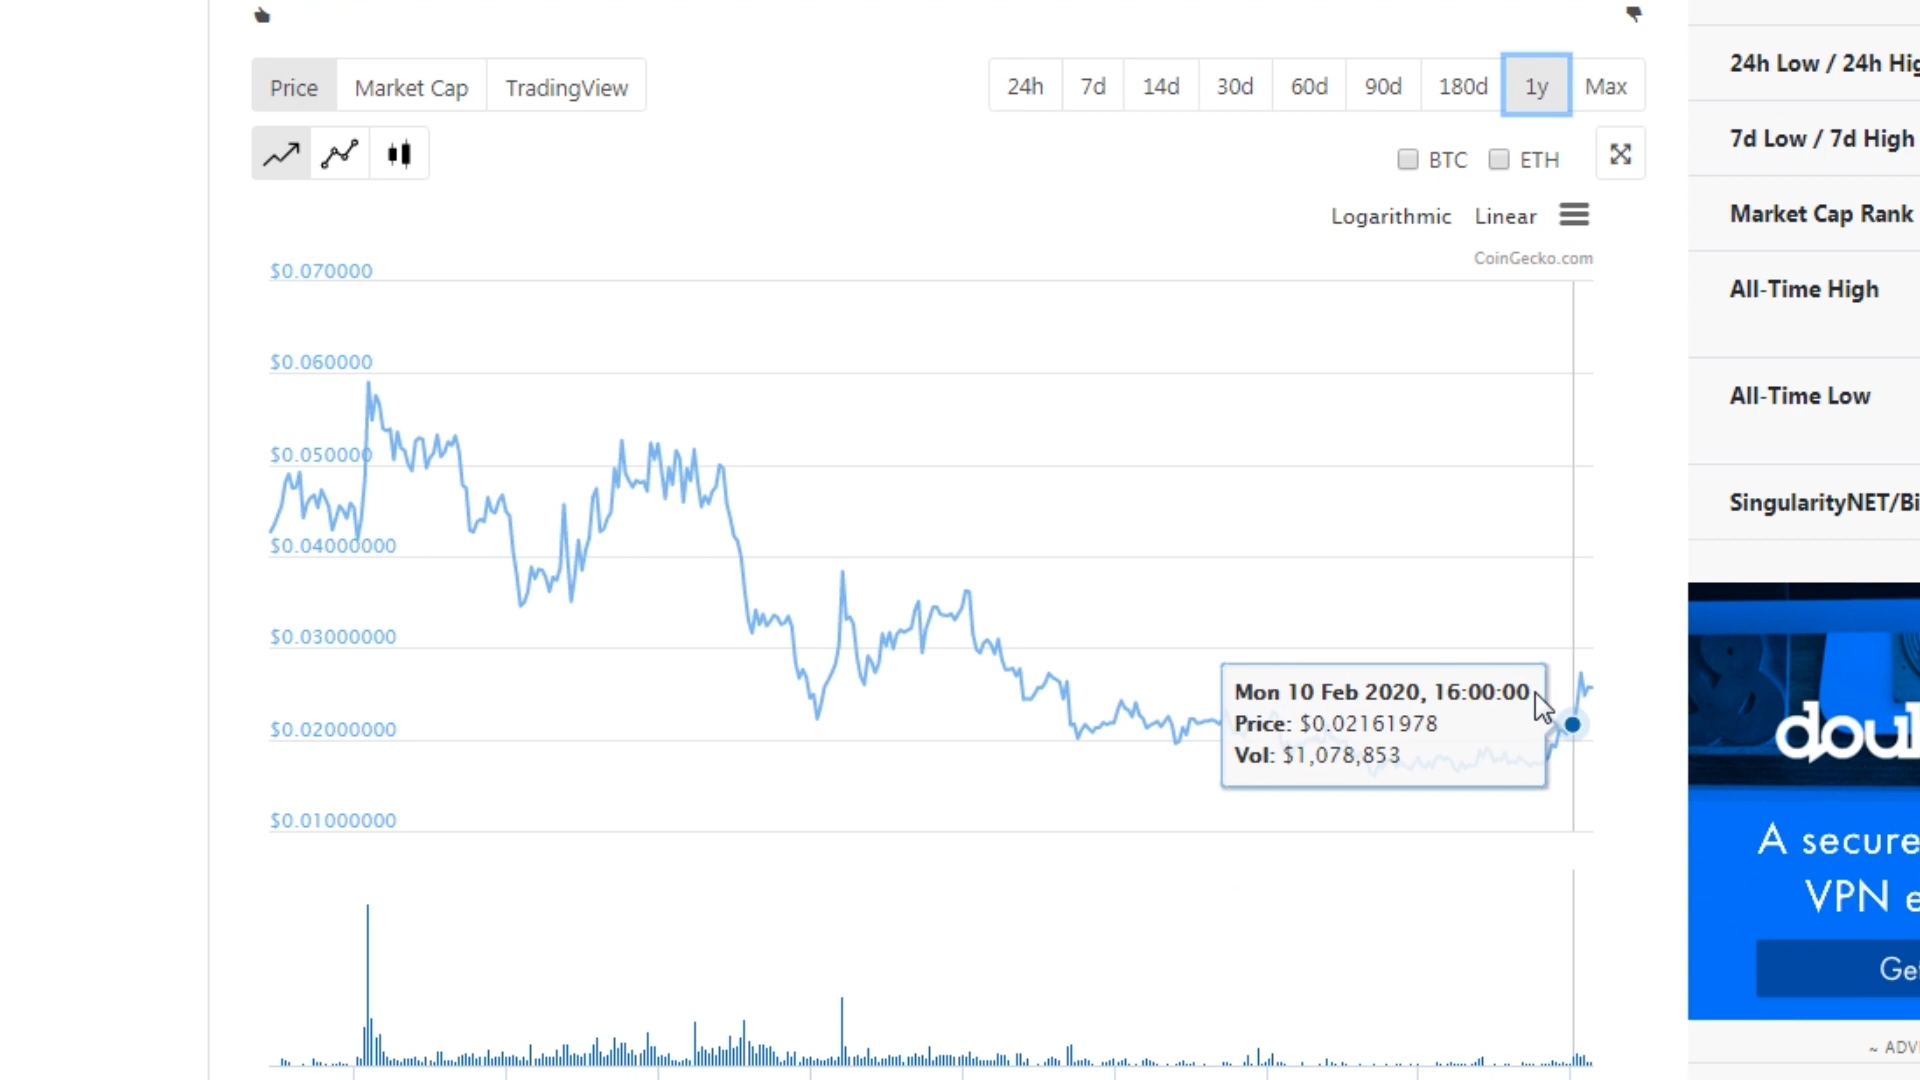 Price Market Cap TradingView
24h 7d 14d 30d 60d 90d 180d 1y Max
BTC ETH
Logarithmic Linear
CoinGecko.com
$0.070000
$0.060000
$0.050000
$0.04000000
$0.03000000
$0.02000000
$0.01000000
Mon 10 Feb 2020, 16:00:00
Price: $0.02161978
Vol: $1,078,853
24h Low / 24h Hig
7d Low / 7d High
Market Cap Rank
All-Time High
All-Time Low
SingularityNET/Bi
doul
A secure
VPN e
Get
~ ADV